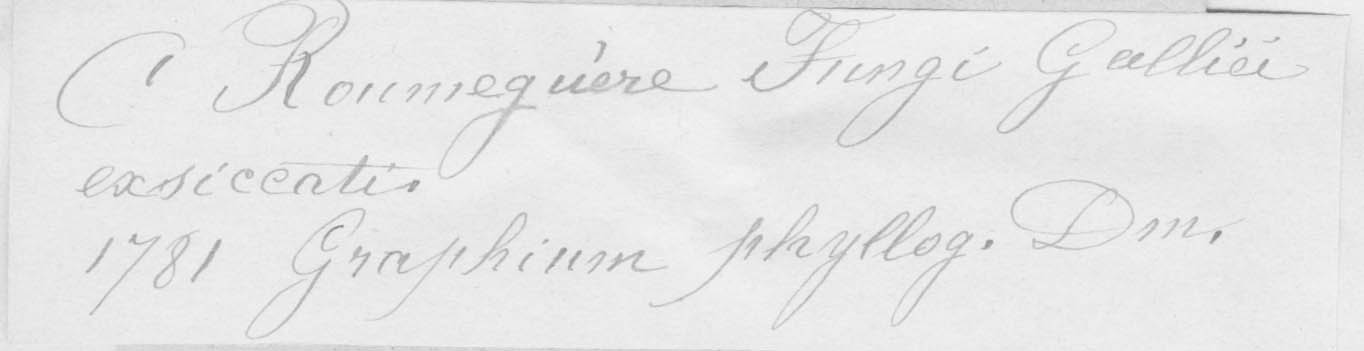 C Roumeguère Fungi Gallici
exsiccati.
1781 Graphium phyllog. Dm.